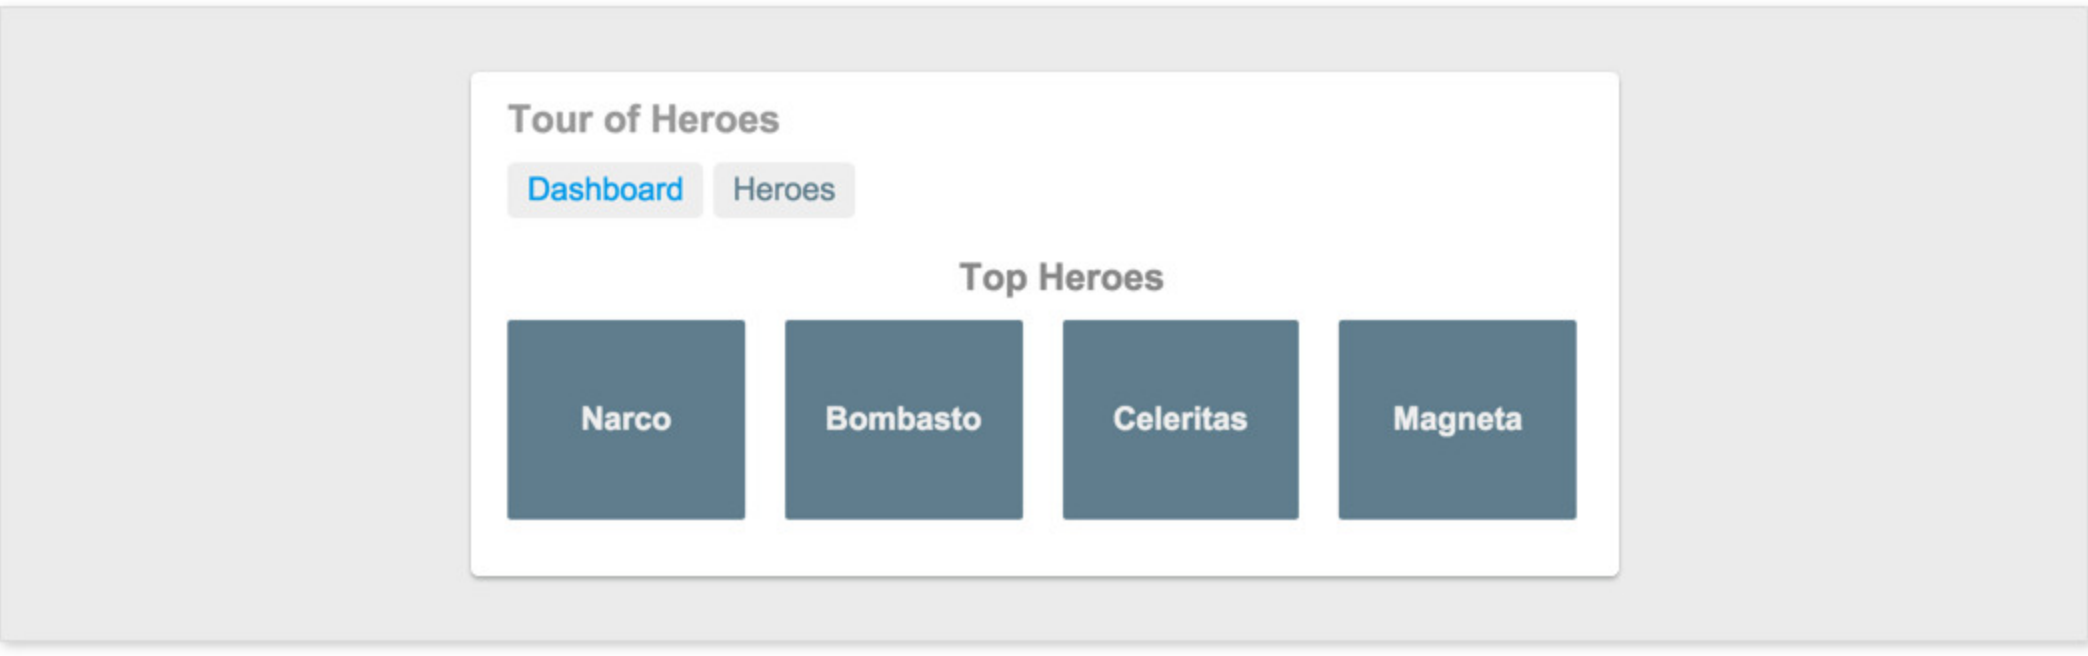 Tour of Heroes
Dashboard Heroes
Top Heroes
Narco Bombasto Celeritas Magneta